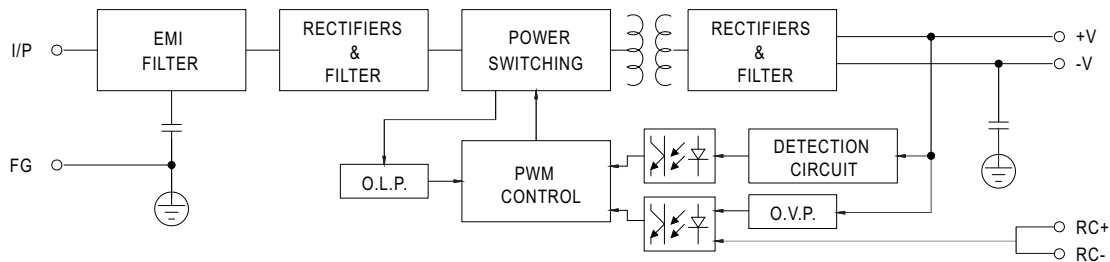 I/P
EMI
FILTER
RECTIFIERS
&
FILTER
POWER
SWITCHING
RECTIFIERS
&
FILTER
+V
-V
FG
O.L.P.
PWM
CONTROL
DETECTION
CIRCUIT
O.V.P.
RC+
RC-